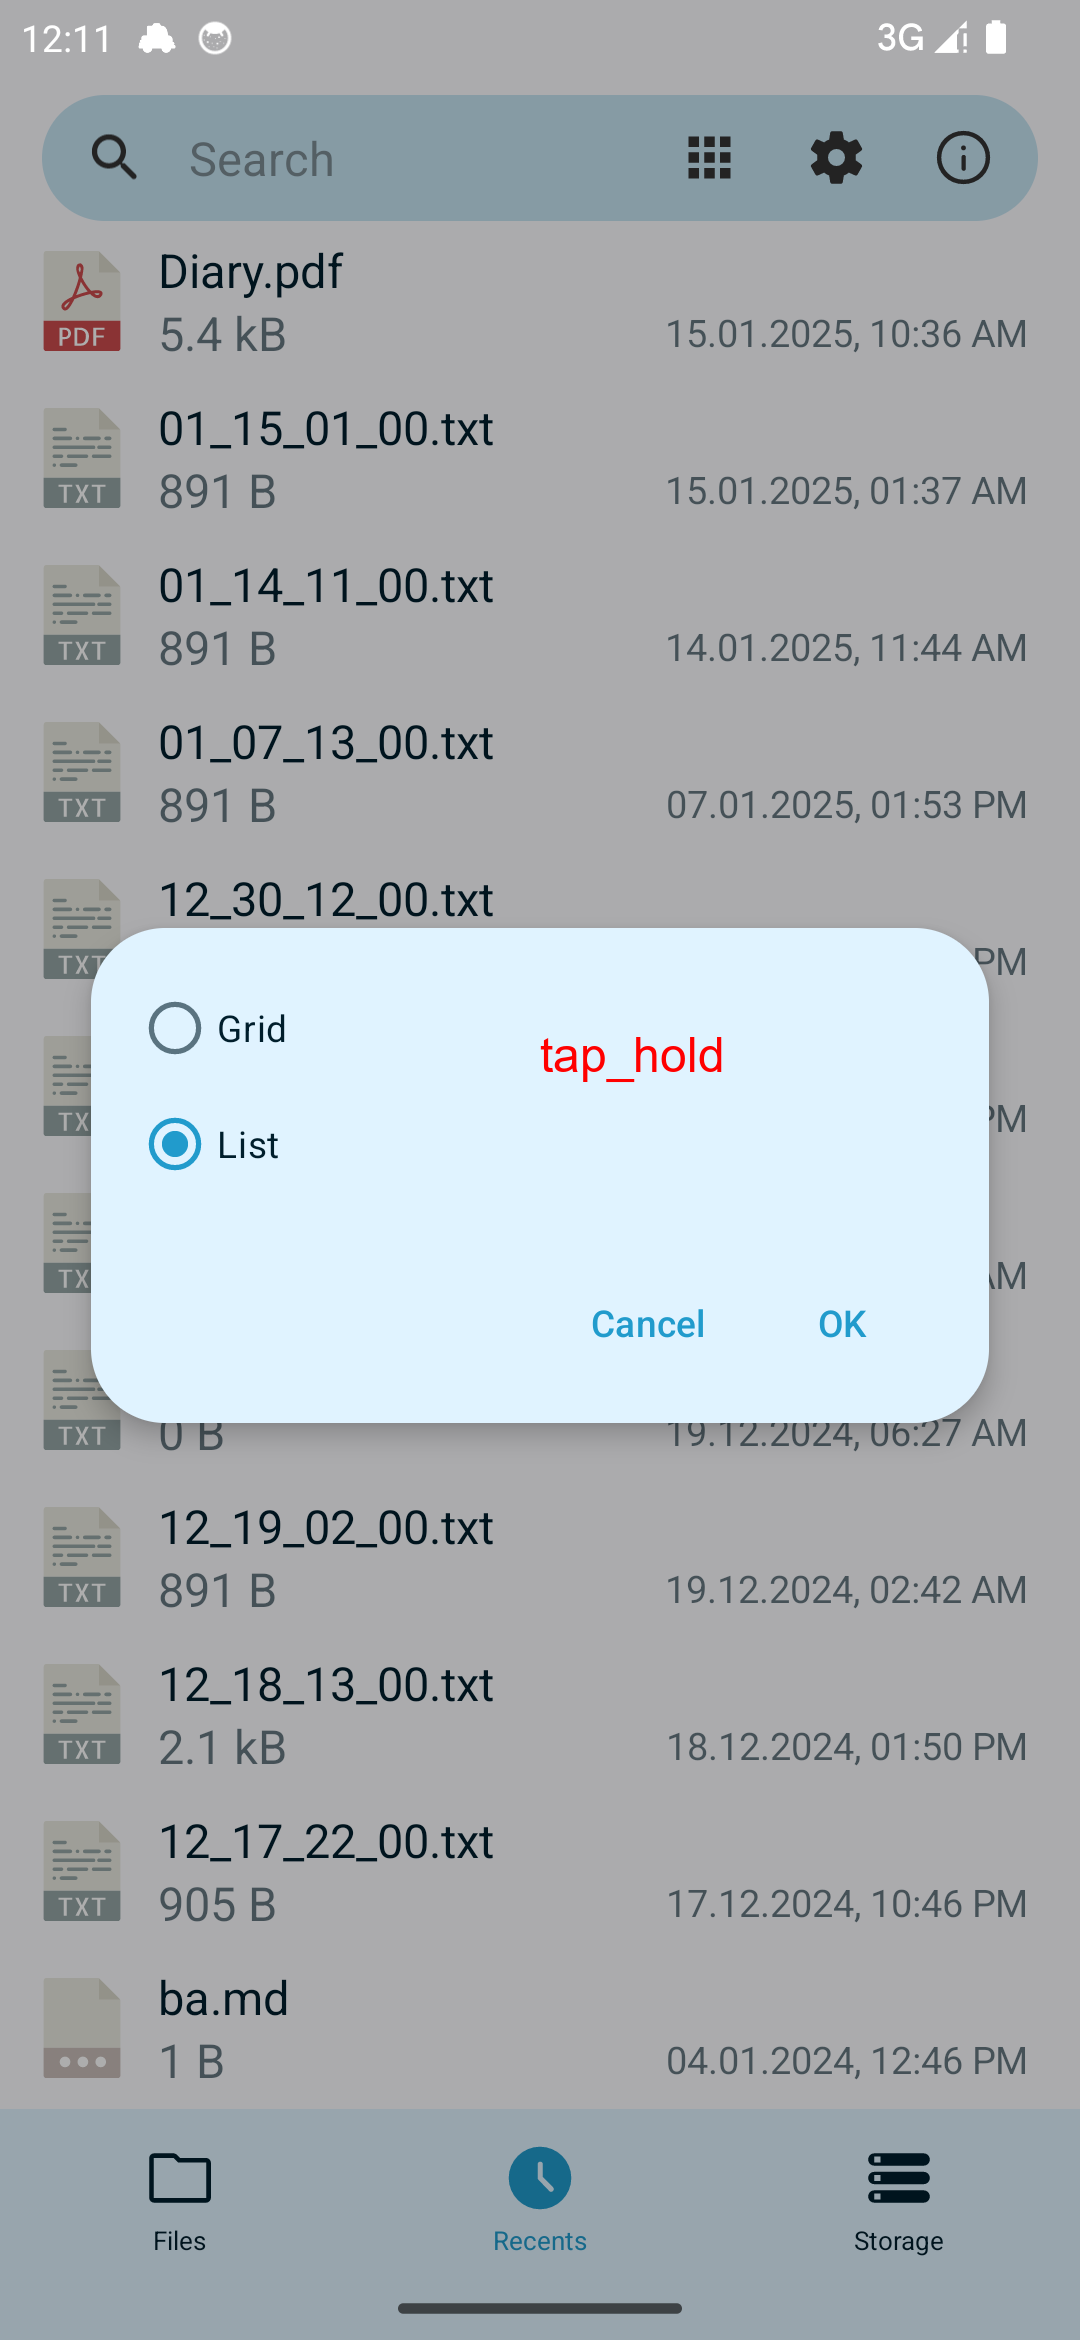 12:11
3G
Search
Diary.pdf
5.4 kB
15.01.2025, 10:36 AM
PDF
01_15_01_00.txt
891 B
15.01.2025, 01:37 AM
TXT
01_14_11_00.txt
891 B
14.01.2025, 11:44 AM
TXT
01_07_13_00.txt
891 B
07.01.2025, 01:53 PM
TXT
12_30_12_00.txt
PM
TXT
Grid
tap_hold
PM
TX
List
AM
TX
Cancel
OK
0 B
19.12.2024, 06:27 AM
TXT
12_19_02_00.txt
891 B
19.12.2024, 02:42 AM
TXT
12_18_13_00.txt
2.1 kB
18.12.2024, 01:50 PM
TXT
12_17_22_00.txt
905 B
17.12.2024, 10:46 PM
TXT
ba.md
1 B
04.01.2024, 12:46 PM
Files
Recents
Storage